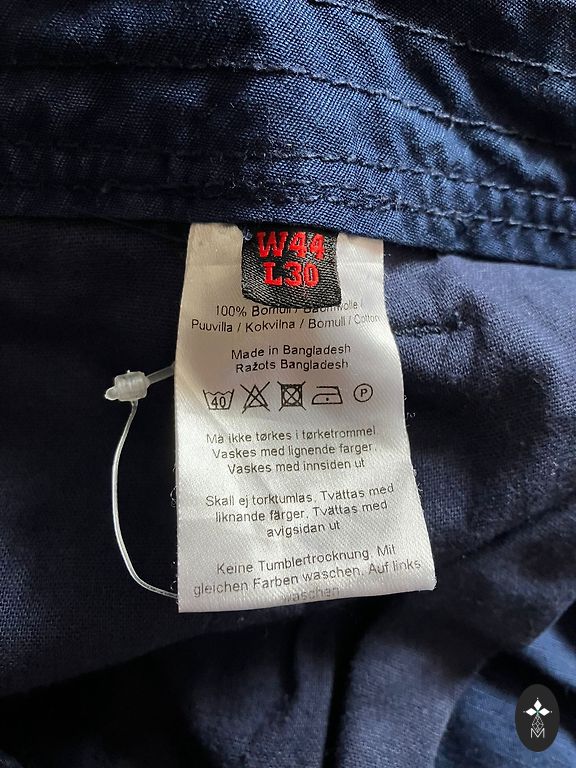 W44
L30
100% Bomull / Baumwolle /
Puuvilla / Kokvilna / Bomull / Cotton
Made in Bangladesh
Ražots Bangladesh
40
P
Må ikke tørkes i tørketrommel.
Vaskes med lignende farger.
Vaskes med innsiden ut
Skall ej torktumlas. Tvättas med
liknande färger. Tvättas med
avigsidan ut
Keine Tumblertrocknung. Mit
gleichen Farben waschen. Auf links
waschen
M